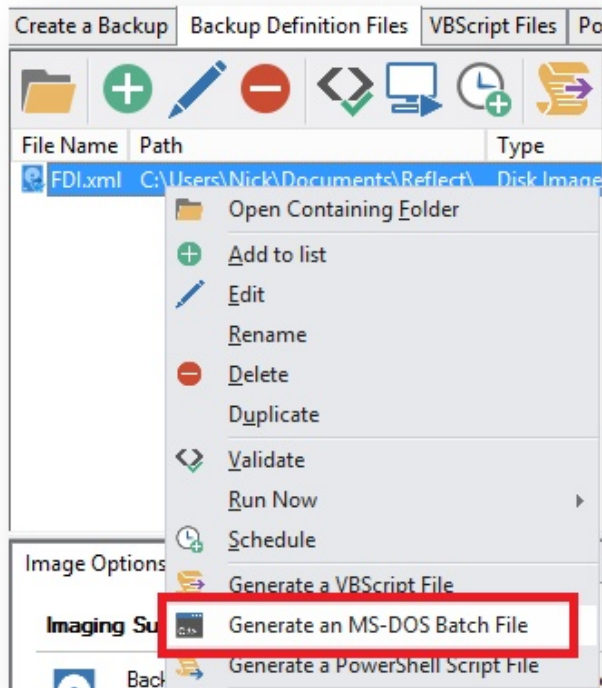 Create a Backup Backup Definition Files VBScript Files Po
File Name Path Type
FDI.xml C:\Users\Nick\Documents\Reflect\ Disk Image
Open Containing Folder
Add to list
Edit
Rename
Delete
Duplicate
Validate
Run Now
Schedule
Image Options
Generate a VBScript File
Imaging Su
Generate an MS-DOS Batch File
Generate a PowerShell Script File
Back